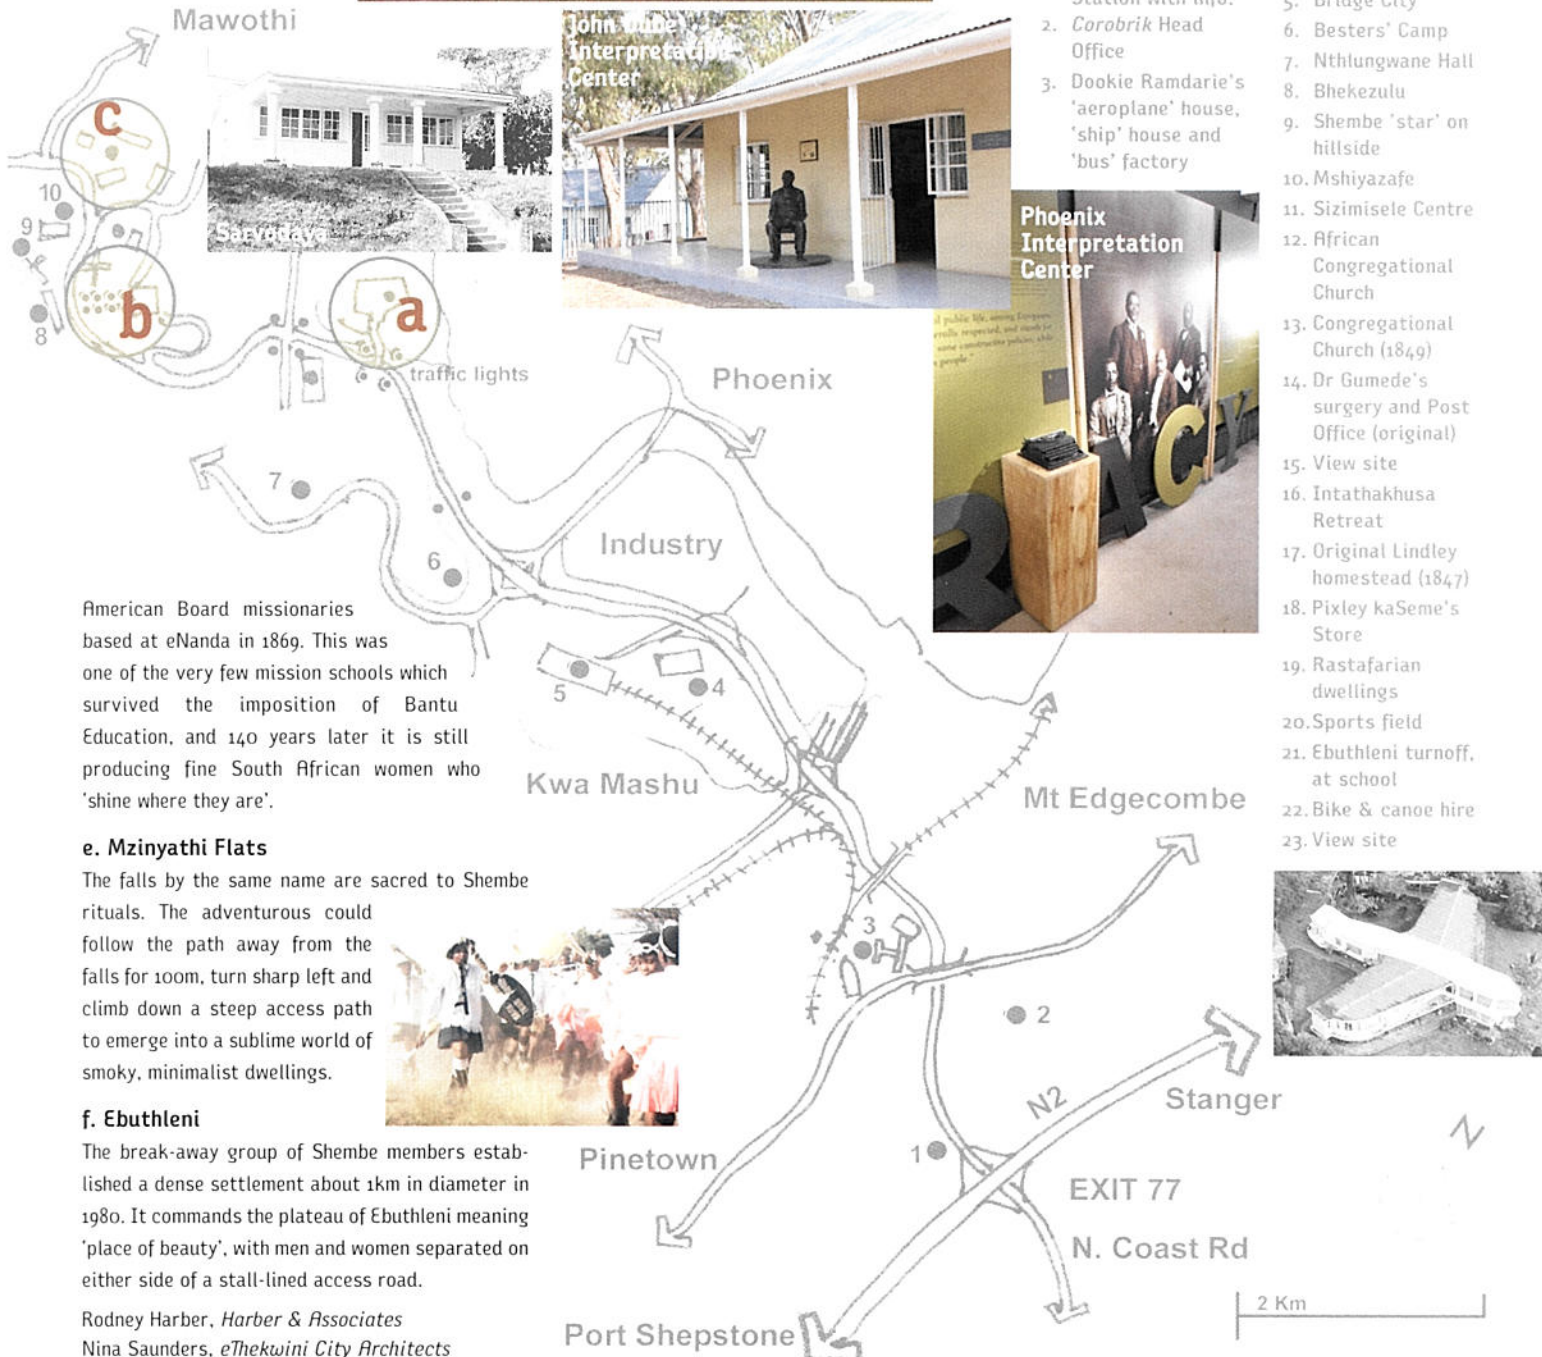 Mawothi
c
10
9
8
b
a
traffic lights
Sarvodaya
John Dube
Interpretation
Center
Phoenix
Interpretation
Center
RACY
Phoenix
7
6
Industry
5
4
Kwa Mashu
Mt Edgecombe
3
2
1
N2
Stanger
Pinetown
EXIT 77
N. Coast Rd
Port Shepstone
N
2 Km
American Board missionaries
based at eNanda in 1869. This was
one of the very few mission schools which
survived the imposition of Bantu
Education, and 140 years later it is still
producing fine South African women who
'shine where they are'.
e. Mzinyathi Flats
The falls by the same name are sacred to Shembe
rituals. The adventurous could
follow the path away from the
falls for 100m, turn sharp left and
climb down a steep access path
to emerge into a sublime world of
smoky, minimalist dwellings.
f. Ebuthleni
The break-away group of Shembe members estab-
lished a dense settlement about 1km in diameter in
1980. It commands the plateau of Ebuthleni meaning
'place of beauty', with men and women separated on
either side of a stall-lined access road.
Rodney Harber, Harber & Associates
Nina Saunders, eThekwini City Architects
Station with info.
2. Corobrik Head
Office
3. Dookie Ramdarie's
'aeroplane' house,
'ship' house and
'bus' factory
5. Bridge City
6. Besters' Camp
7. Nthlungwane Hall
8. Bhekezulu
9. Shembe 'star' on
hillside
10. Mshiyazafe
11. Sizimisele Centre
12. African
Congregational
Church
13. Congregational
Church (1849)
14. Dr Gumede's
surgery and Post
Office (original)
15. View site
16. Intathakhusa
Retreat
17. Original Lindley
homestead (1847)
18. Pixley kaSeme's
Store
19. Rastafarian
dwellings
20. Sports field
21. Ebuthleni turnoff,
at school
22. Bike & canoe hire
23. View site